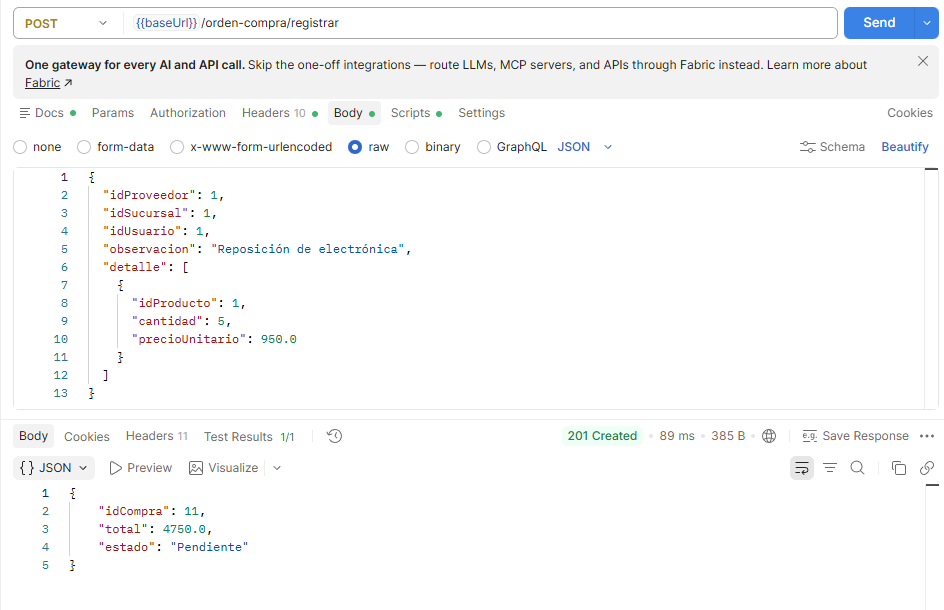 POST {{baseUrl}} /orden-compra/registrar Send
One gateway for every AI and API call. Skip the one-off integrations — route LLMs, MCP servers, and APIs through Fabric instead. Learn more about
Fabric ↗
Docs Params Authorization Headers 10 Body Scripts Settings Cookies
none form-data x-www-form-urlencoded raw binary GraphQL JSON Schema Beautify
1 {
2 "idProveedor": 1,
3 "idSucursal": 1,
4 "idUsuario": 1,
5 "observacion": "Reposición de electrónica",
6 "detalle": [
7 {
8 "idProducto": 1,
9 "cantidad": 5,
10 "precioUnitario": 950.0
11 }
12 ]
13 }
Body Cookies Headers 11 Test Results 1/1 201 Created • 89 ms • 385 B e.g. Save Response
{} JSON Preview Visualize
1 {
2 "idCompra": 11,
3 "total": 4750.0,
4 "estado": "Pendiente"
5 }